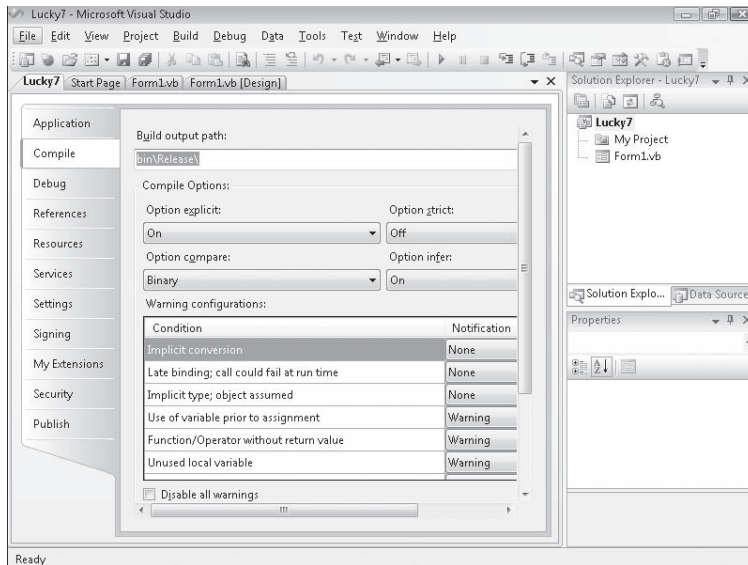 Lucky7 - Microsoft Visual Studio
File Edit View Project Build Debug Data Tools Test Window Help
Lucky7 Start Page Form1.vb Form1.vb [Design]
Solution Explorer - Lucky7
Lucky7
My Project
Form1.vb
Application
Compile
Debug
References
Resources
Services
Settings
Signing
My Extensions
Security
Publish
Build output path:
bin\Release\
Compile Options:
Option explicit: Option strict:
On Off
Option compare: Option infer:
Binary On
Warning configurations:
Condition Notification
Implicit conversion None
Late binding; call could fail at run time None
Implicit type; object assumed None
Use of variable prior to assignment Warning
Function/Operator without return value Warning
Unused local variable Warning
Disable all warnings
Solution Explo... Data Source
Properties
Ready